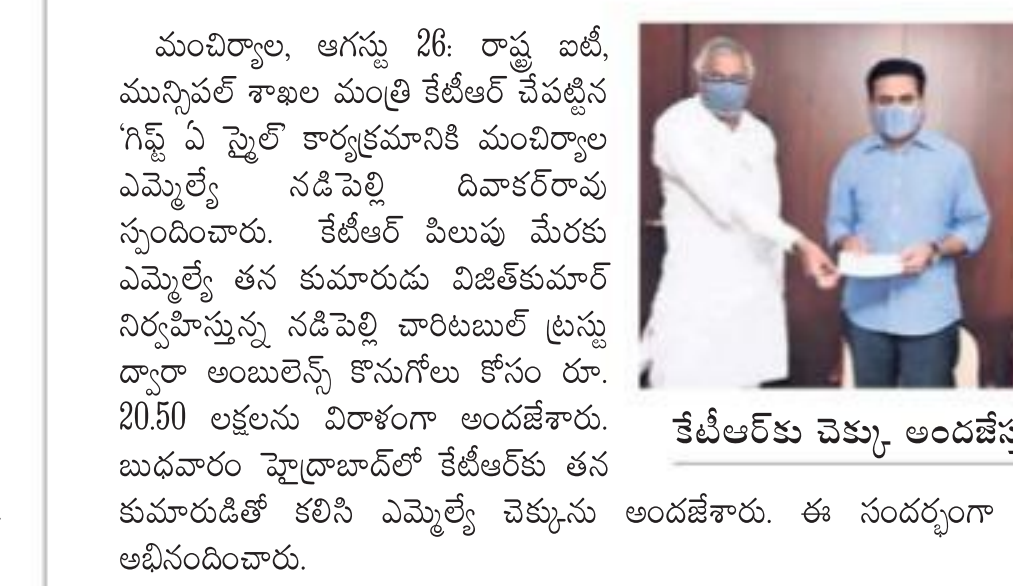 మంచిర్యాల, ఆగస్టు 26: రాష్ట్ర ఐటీ,
మున్సిపల్ శాఖల మంత్రి కేటీఆర్ చేపట్టిన
‘గిఫ్ట్ ఏ స్మైల్’ కార్యక్రమానికి మంచిర్యాల
ఎమ్మెల్యే నడిపెల్లి దివాకర్‌రావు
స్పందించారు. కేటీఆర్ పిలుపు మేరకు
ఎమ్మెల్యే తన కుమారుడు విజిత్‌కుమార్
నిర్వహిస్తున్న నడిపెల్లి చారిటబుల్ ట్రస్టు
ద్వారా అంబులెన్స్ కొనుగోలు కోసం రూ.
20.50 లక్షలను విరాళంగా అందజేశారు.
బుధవారం హైద్రాబాద్‌లో కేటీఆర్‌కు తన
కుమారుడితో కలిసి ఎమ్మెల్యే చెక్కును అందజేశారు. ఈ సందర్భంగా
అభినందించారు.
కేటీఆర్‌కు చెక్కు